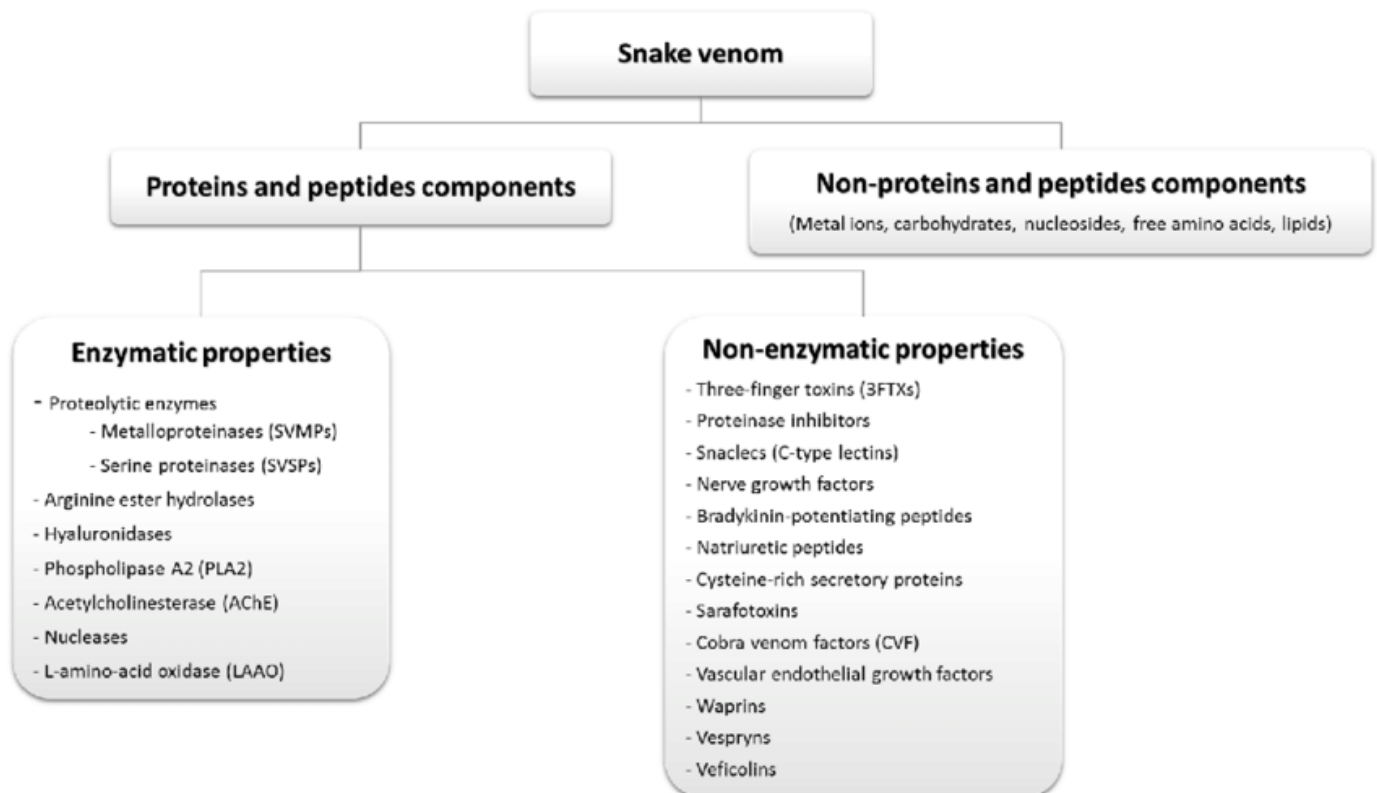 Snake venom
Proteins and peptides components
Non-proteins and peptides components
(Metal ions, carbohydrates, nucleosides, free amino acids, lipids)
Enzymatic properties
- Proteolytic enzymes
- Metalloproteinases (SVMPs)
- Serine proteinases (SVSPs)
- Arginine ester hydrolases
- Hyaluronidases
- Phospholipase A2 (PLA2)
- Acetylcholinesterase (AChE)
- Nucleases
- L-amino-acid oxidase (LAAO)
Non-enzymatic properties
- Three-finger toxins (3FTXs)
- Proteinase inhibitors
- Snaclecs (C-type lectins)
- Nerve growth factors
- Bradykinin-potentiating peptides
- Natriuretic peptides
- Cysteine-rich secretory proteins
- Sarafotoxins
- Cobra venom factors (CVF)
- Vascular endothelial growth factors
- Waprins
- Vespryns
- Veficolins